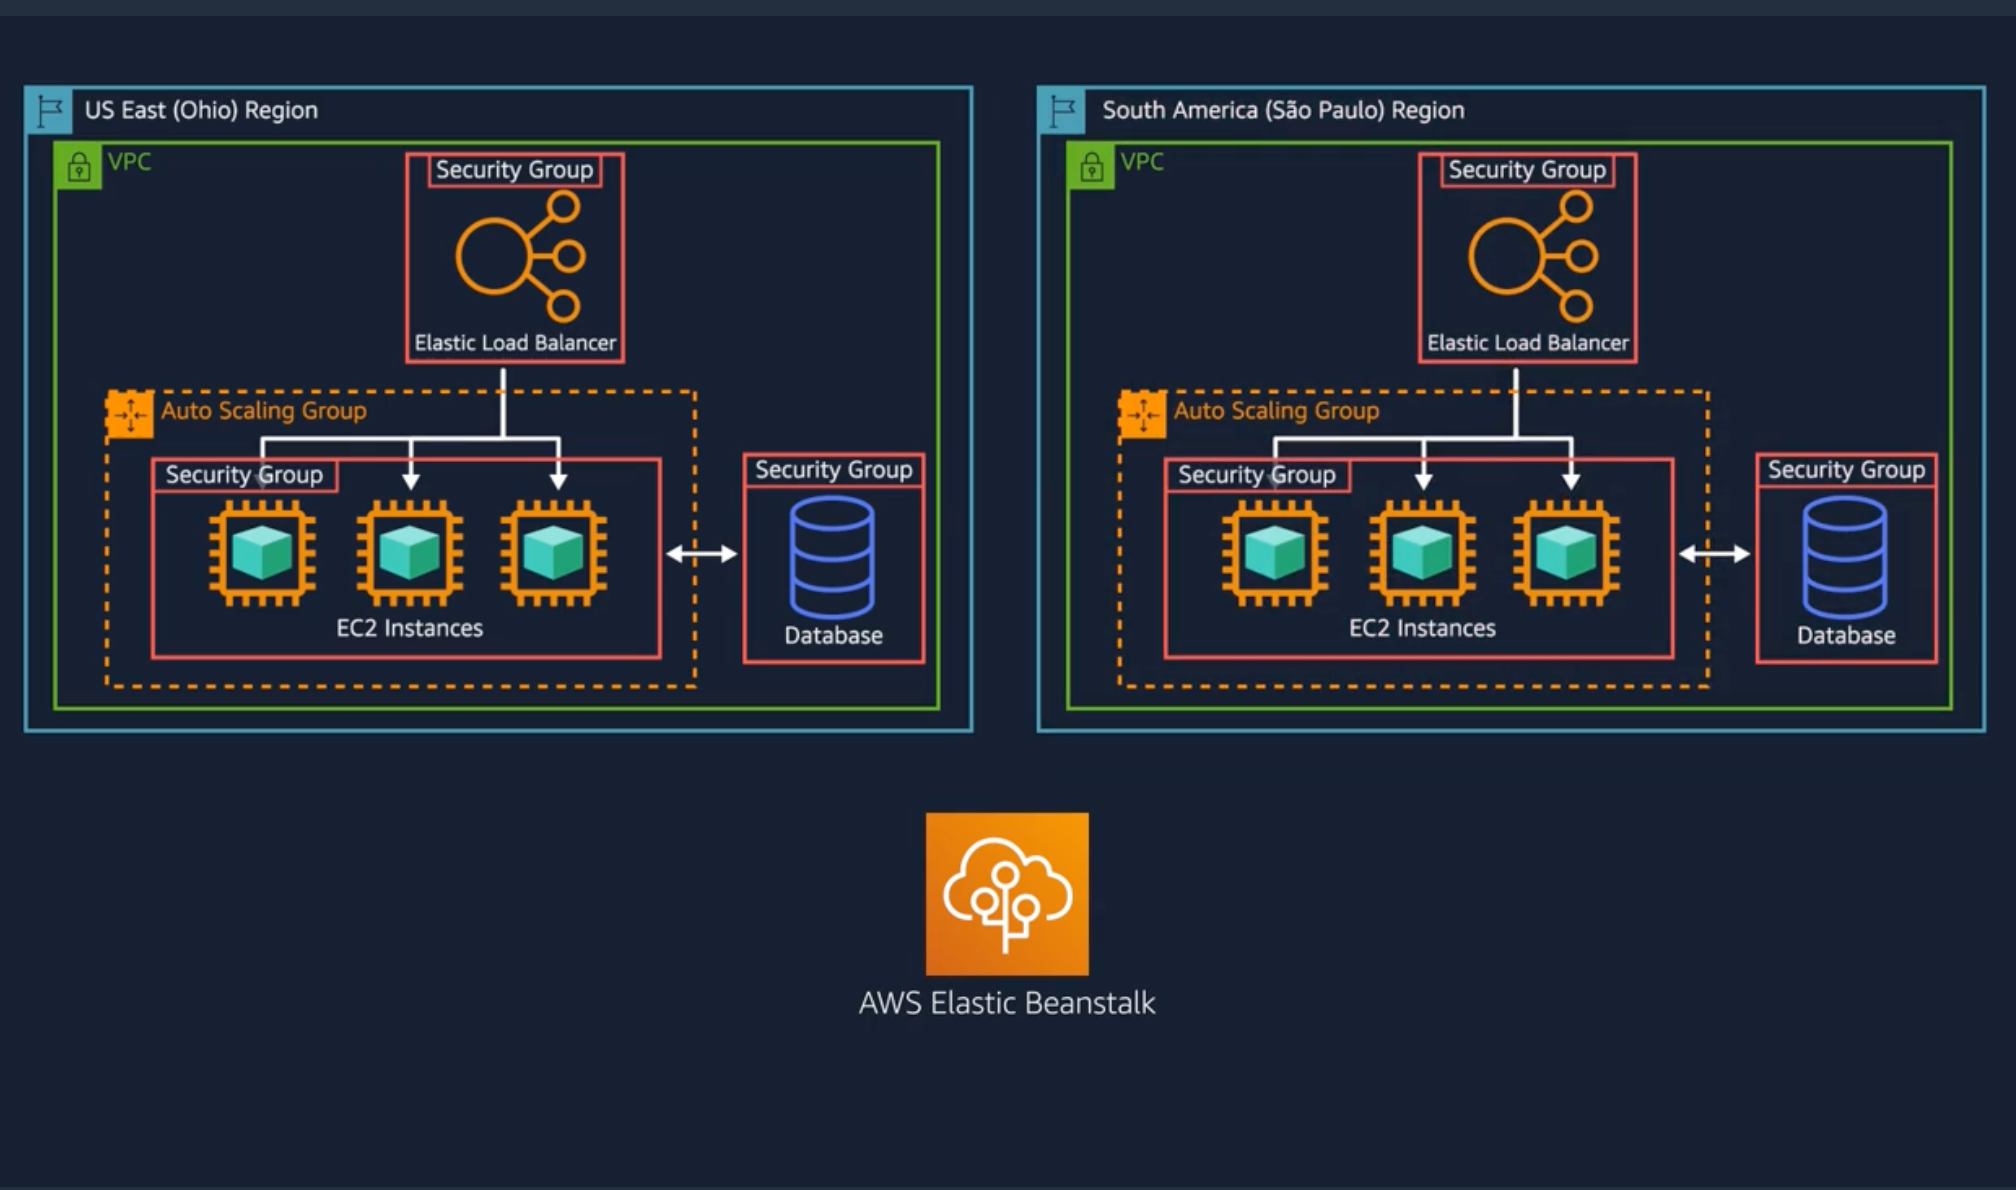 US East (Ohio) Region
VPC
Security Group
Elastic Load Balancer
Auto Scaling Group
Security Group
EC2 Instances
Security Group
Database
South America (São Paulo) Region
VPC
Security Group
Elastic Load Balancer
Auto Scaling Group
Security Group
EC2 Instances
Security Group
Database
AWS Elastic Beanstalk